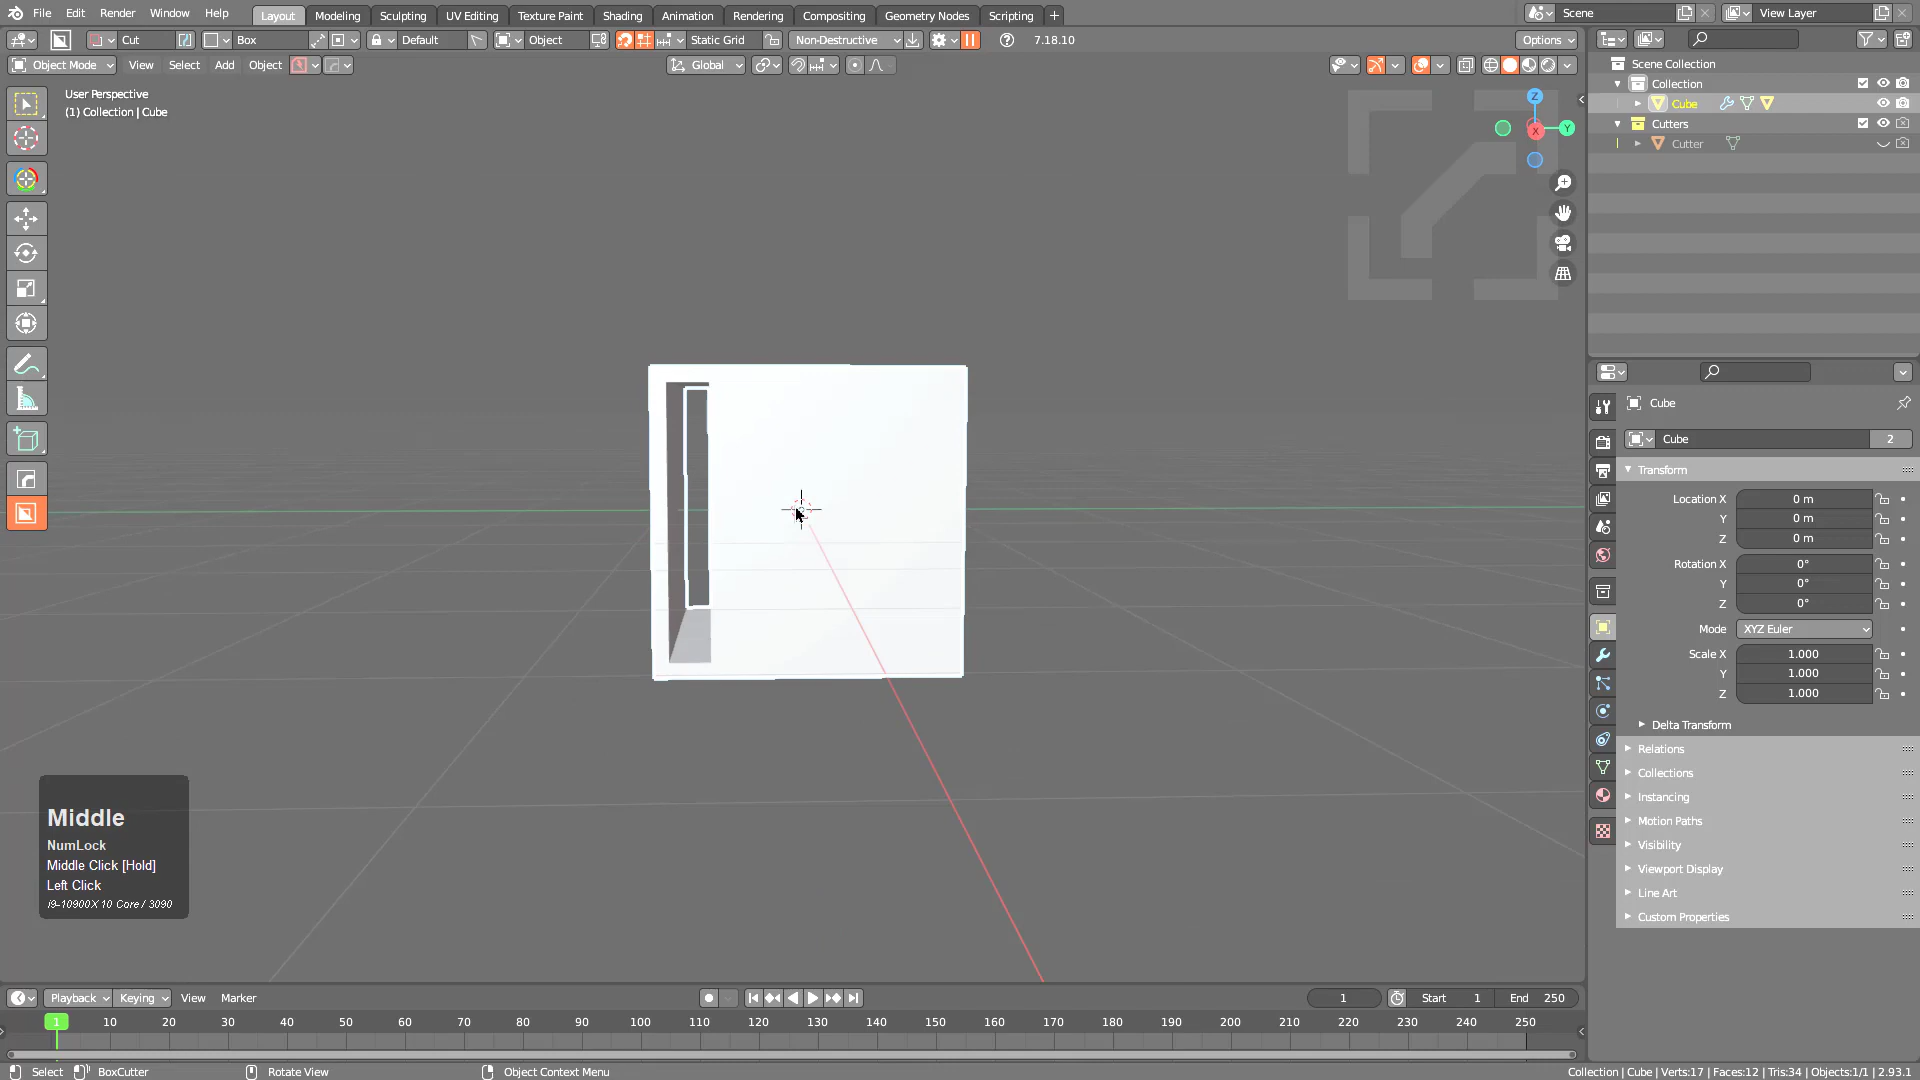 File Edit Render Window Help Layout Modeling Sculpting UV Editing Texture Paint Shading Animation Rendering Compositing Geometry Nodes Scripting + Scene View Layer
Cut Box Default Object Static Grid Non-Destructive 7.18.10 Options
Object Mode View Select Add Object Global
User Perspective
(1) Collection | Cube
Z
Y
X
Scene Collection
Collection
Cube
Cutters
Cutter
Cube
Cube 2
Transform
Location X 0 m
Y 0 m
Z 0 m
Rotation X 0°
Y 0°
Z 0°
Mode XYZ Euler
Scale X 1.000
Y 1.000
Z 1.000
Delta Transform
Relations
Collections
Instancing
Motion Paths
Visibility
Viewport Display
Line Art
Custom Properties
Middle
NumLock
Middle Click [Hold]
Left Click
i9-10900X 10 Core / 3090
Playback Keying View Marker 1 Start 1 End 250
1 10 20 30 40 50 60 70 80 90 100 110 120 130 140 150 160 170 180 190 200 210 220 230 240 250
Select BoxCutter Rotate View Object Context Menu Collection | Cube | Verts:17 | Faces:12 | Tris:34 | Objects:1/1 | 2.93.1